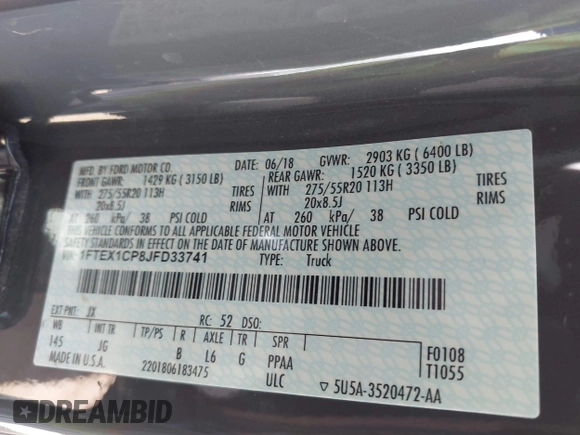 MFD. BY FORD MOTOR CO.
DATE: 06/18 GVWR: 2903 KG ( 6400 LB)
FRONT GAWR: 1429 KG ( 3150 LB) REAR GAWR: 1520 KG ( 3350 LB)
WITH 275/55R20 113H TIRES WITH 275/55R20 113H TIRES
20x8.5J RIMS 20x8.5J RIMS
AT 260 kPa/ 38 PSI COLD AT 260 kPa/ 38 PSI COLD
THIS VEHICLE CONFORMS TO ALL APPLICABLE FEDERAL MOTOR VEHICLE
SAFETY STANDARDS IN EFFECT ON THE DATE OF MANUFACTURE SHOWN ABOVE.
VIN: 1FTEX1CP8JFD33741 TYPE: Truck
EXT PNT: JX RC: 52 DSO:
WB INT TR TP/PS R AXLE TR SPR
145 JG B L6 G PPAA F0108
MADE IN U.S.A. 2201806183475 ULC T1055
5U5A-3520472-AA
DREAMBID